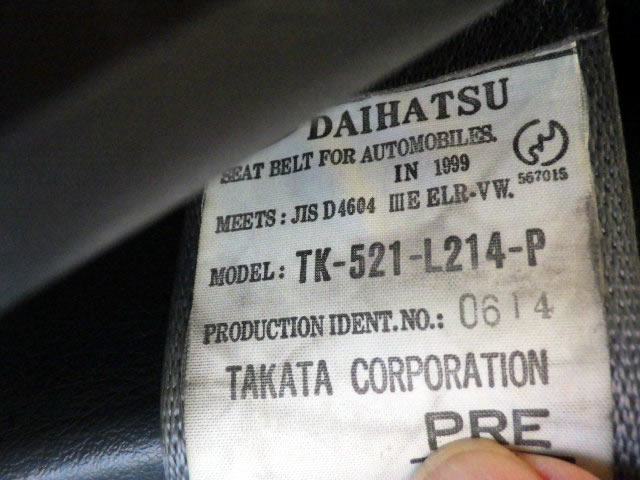 DAIHATSU
SEAT BELT FOR AUTOMOBILES.
IN 1999
567015
MEETS: JIS D4604 ⅢE ELR-VW.
MODEL: TK-521-L214-P
PRODUCTION IDENT.NO.: 0614
TAKATA CORPORATION
PRE